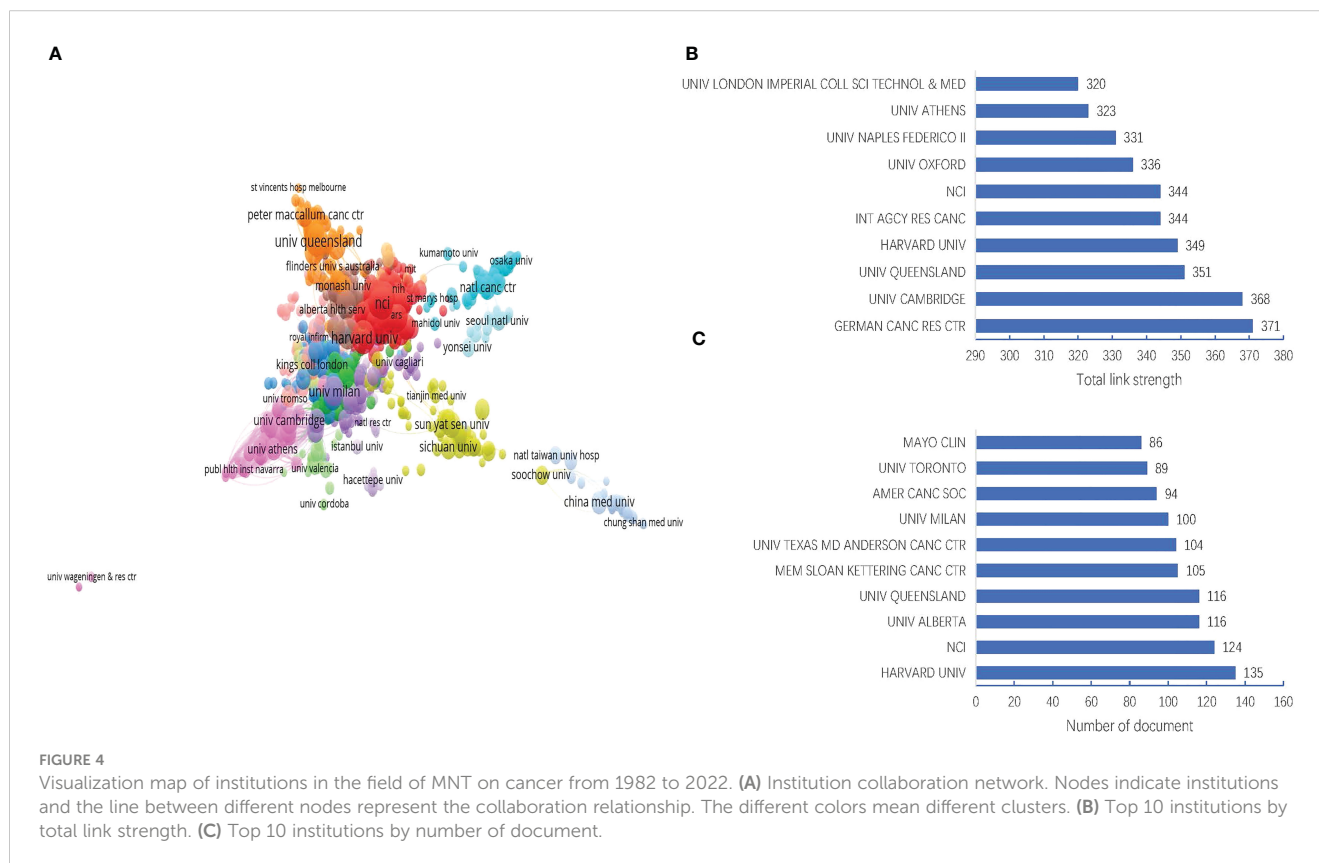 A
st vincents hosp melbourne
peter maccallum canc ctr
univ queensland
flinders univ s australia
monash univ
alberta hlth serv
royal infirm
harvard univ
kings coll london
univ tromso
univ milan
univ cambridge
univ athens
publ hlth inst navarra
univ valencia
univ cordoba
natl res ctr
istanbul univ
hacettepe univ
mit
nih
nci
ars
st marys hosp
mahidol univ
univ cagliari
kumamoto univ
osaka univ
natl canc ctr
seoul natl univ
yonsei univ
tianjin med univ
sun yat sen univ
sichuan univ
natl taiwan univ hosp
soochow univ
china med univ
chung shan med univ
univ wageningen & res ctr
B
UNIV LONDON IMPERIAL COLL SCI TECHNOL & MED 320
UNIV ATHENS 323
UNIV NAPLES FEDERICO II 331
UNIV OXFORD 336
NCI 344
INT AGCY RES CANC 344
HARVARD UNIV 349
UNIV QUEENSLAND 351
UNIV CAMBRIDGE 368
GERMAN CANC RES CTR 371
290 300 310 320 330 340 350 360 370 380
Total link strength
C
MAYO CLIN 86
UNIV TORONTO 89
AMER CANC SOC 94
UNIV MILAN 100
UNIV TEXAS MD ANDERSON CANC CTR 104
MEM SLOAN KETTERING CANC CTR 105
UNIV QUEENSLAND 116
UNIV ALBERTA 116
NCI 124
HARVARD UNIV 135
0 20 40 60 80 100 120 140 160
Number of document
FIGURE 4
Visualization map of institutions in the field of MNT on cancer from 1982 to 2022. (A) Institution collaboration network. Nodes indicate institutions
and the line between different nodes represent the collaboration relationship. The different colors mean different clusters. (B) Top 10 institutions by
total link strength. (C) Top 10 institutions by number of document.